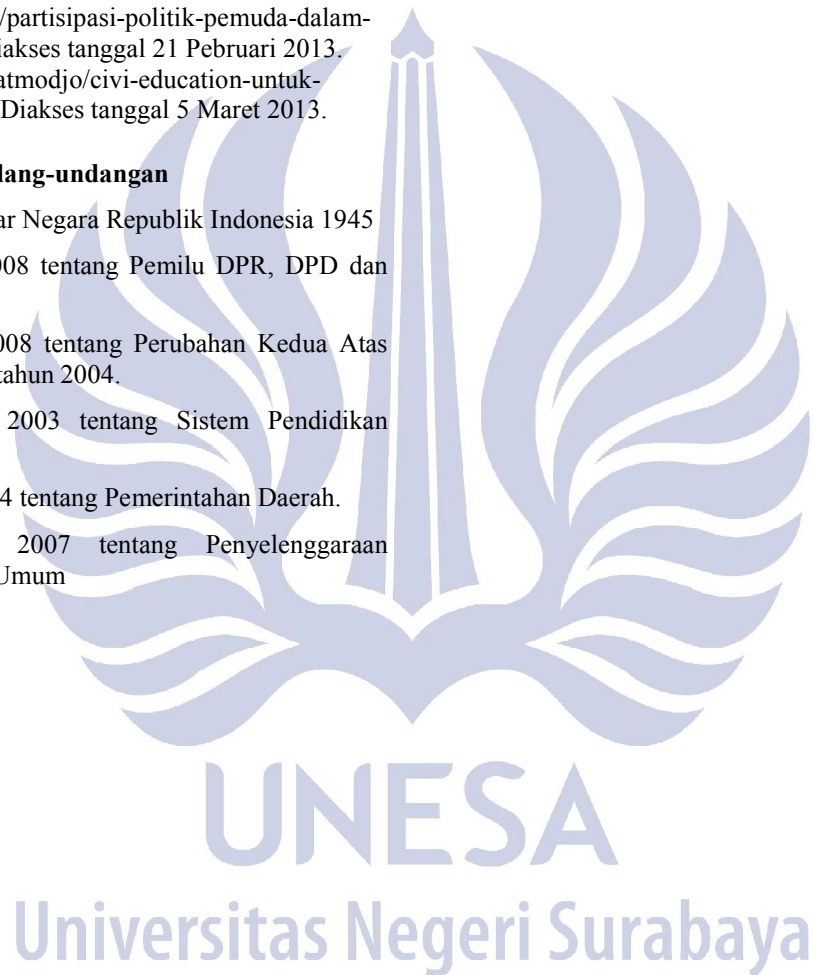 /partisipasi-politik-pemuda-dalam-
iakses tanggal 21 Pebruari 2013.
atmodjo/civi-education-untuk-
Diakses tanggal 5 Maret 2013.
lang-undangan
ar Negara Republik Indonesia 1945
008 tentang Pemilu DPR, DPD dan
008 tentang Perubahan Kedua Atas
tahun 2004.
2003 tentang Sistem Pendidikan
4 tentang Pemerintahan Daerah.
2007 tentang Penyelenggaraan
Umum
UNESA
Universitas Negeri Surabaya